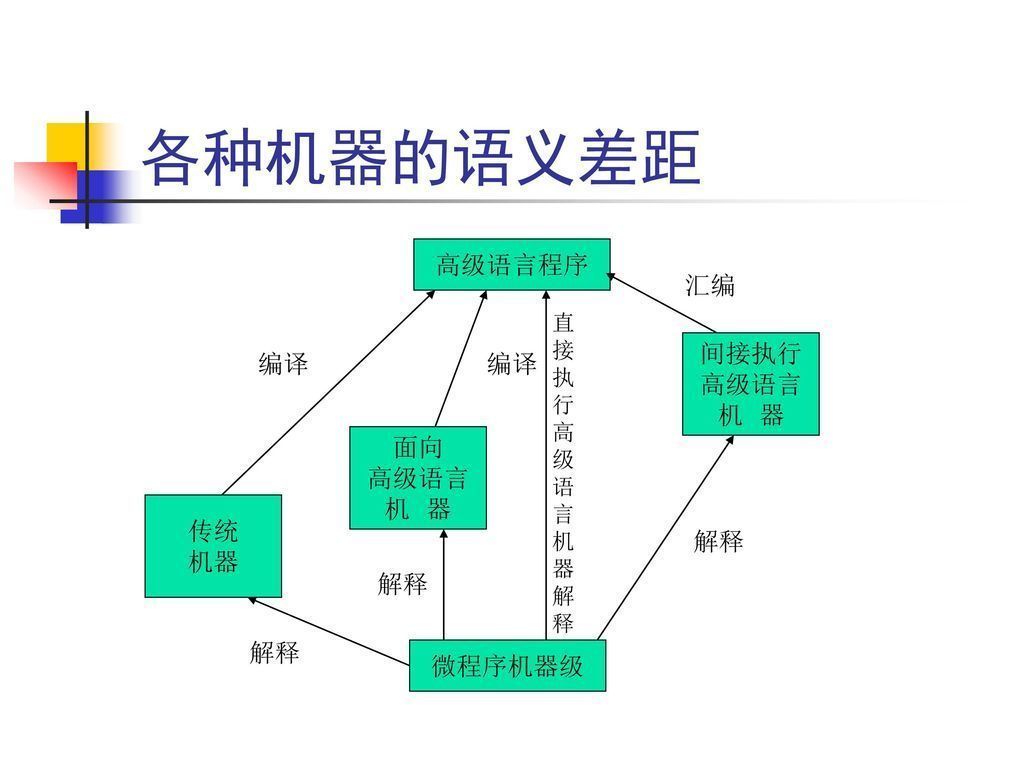 各种机器的语义差距
高级语言程序
汇编
编译
编译
直接执行高级语言机器解释
间接执行
高级语言
机 器
面向
高级语言
机 器
传统
机器
解释
解释
解释
微程序机器级